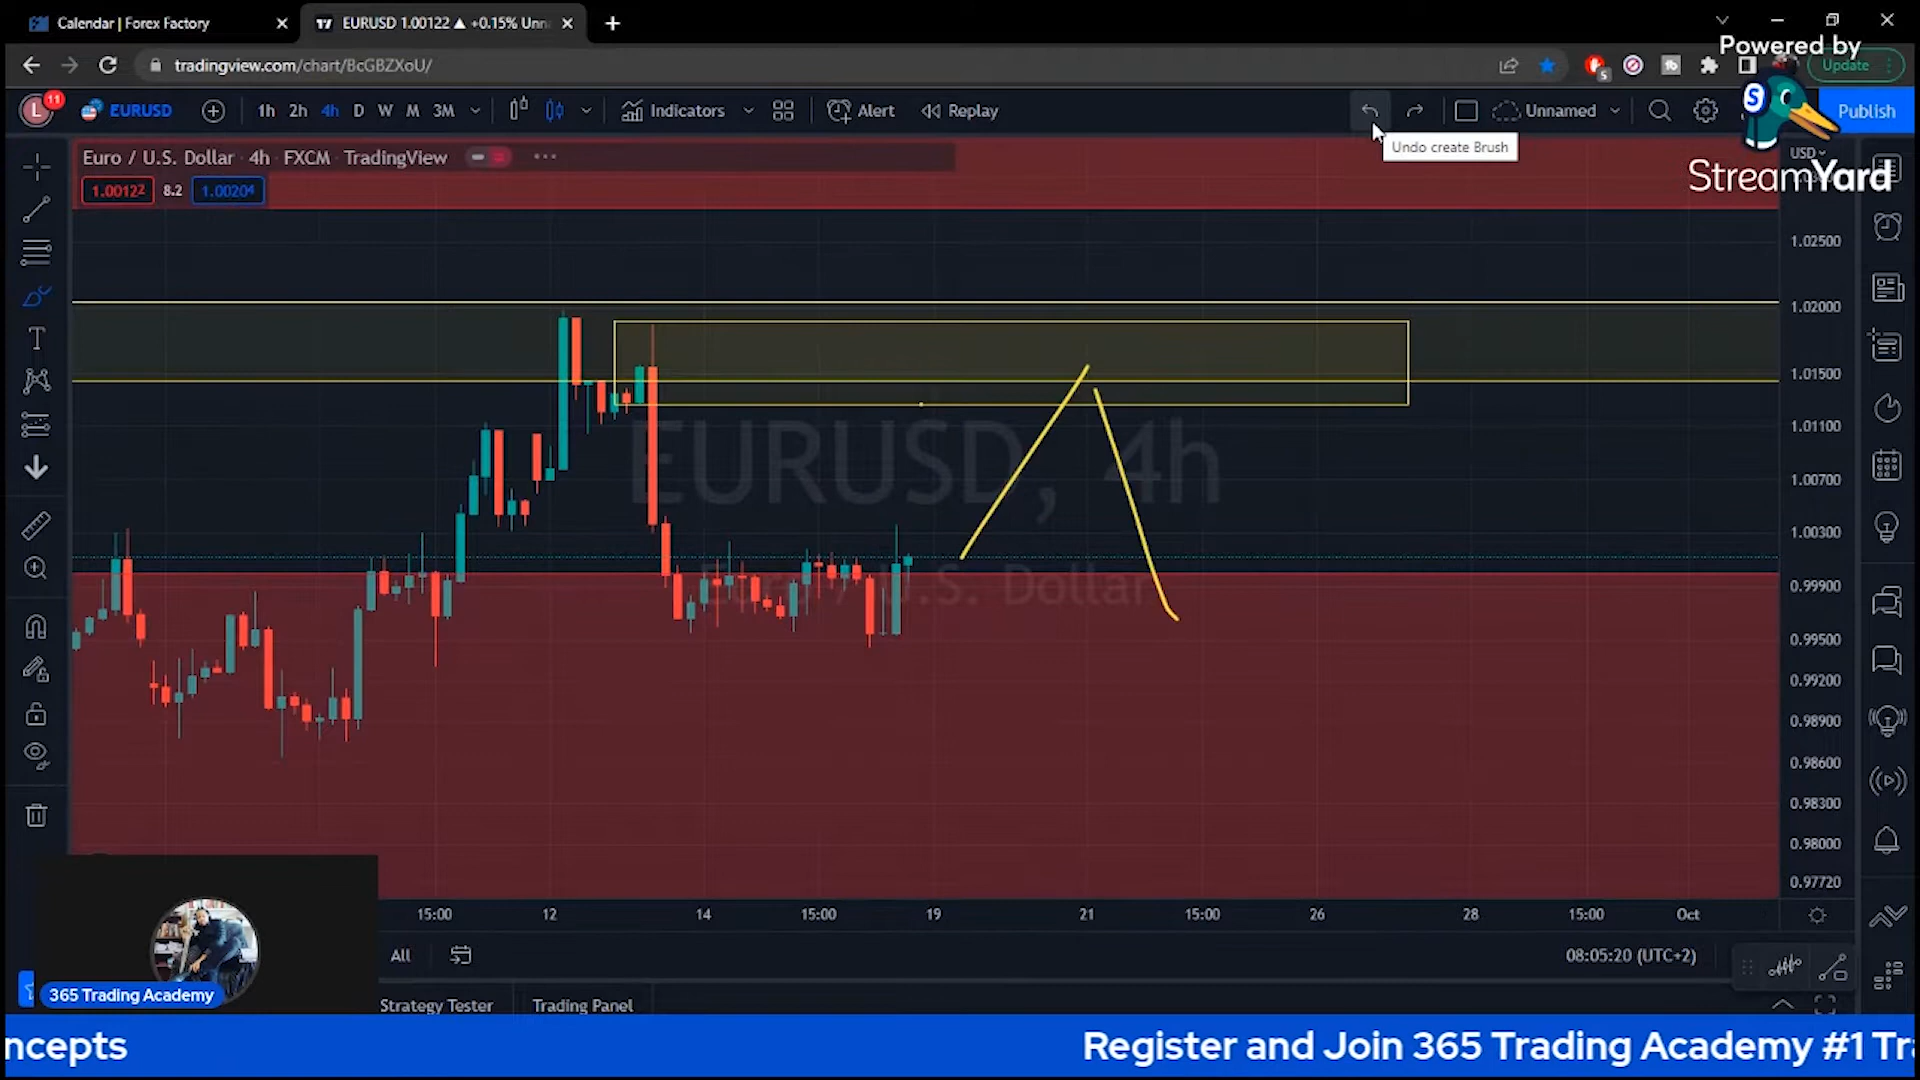 Calendar | Forex Factory
EURUSD 1.00122 ▲ +0.15% Unn
Powered by
tradingview.com/chart/BcGBZXoU/
5
Update
L
11
EURUSD
1h 2h 4h D W M 3M
Indicators
Alert
Replay
Unnamed
Publish
Undo create Brush
Euro / U.S. Dollar · 4h · FXCM · TradingView
USD
StreamYard
1.00122
8.2
1.00204
1.02500
1.02000
1.01500
1.01100
1.00700
1.00300
0.99900
0.99500
0.99200
0.98900
0.98600
0.98300
0.98000
0.97720
EURUSD, 4h
Euro / U.S. Dollar
15:00 12 14 15:00 19 21 15:00 26 28 15:00 Oct
All
08:05:20 (UTC+2)
365 Trading Academy
Strategy Tester
Trading Panel
ncepts
Register and Join 365 Trading Academy #1 Tr